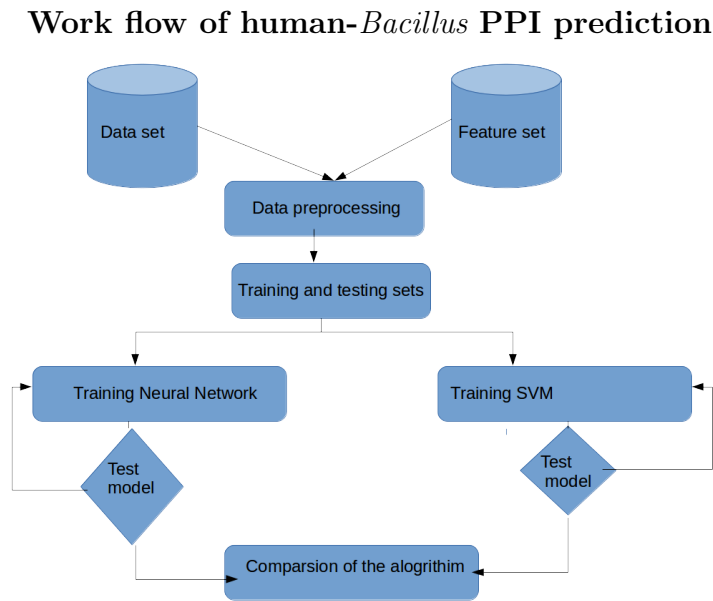 Work flow of human-Bacillus PPI prediction
Data set
Feature set
Data preprocessing
Training and testing sets
Training Neural Network
Training SVM
Test
model
Test
model
Comparsion of the alogrithim